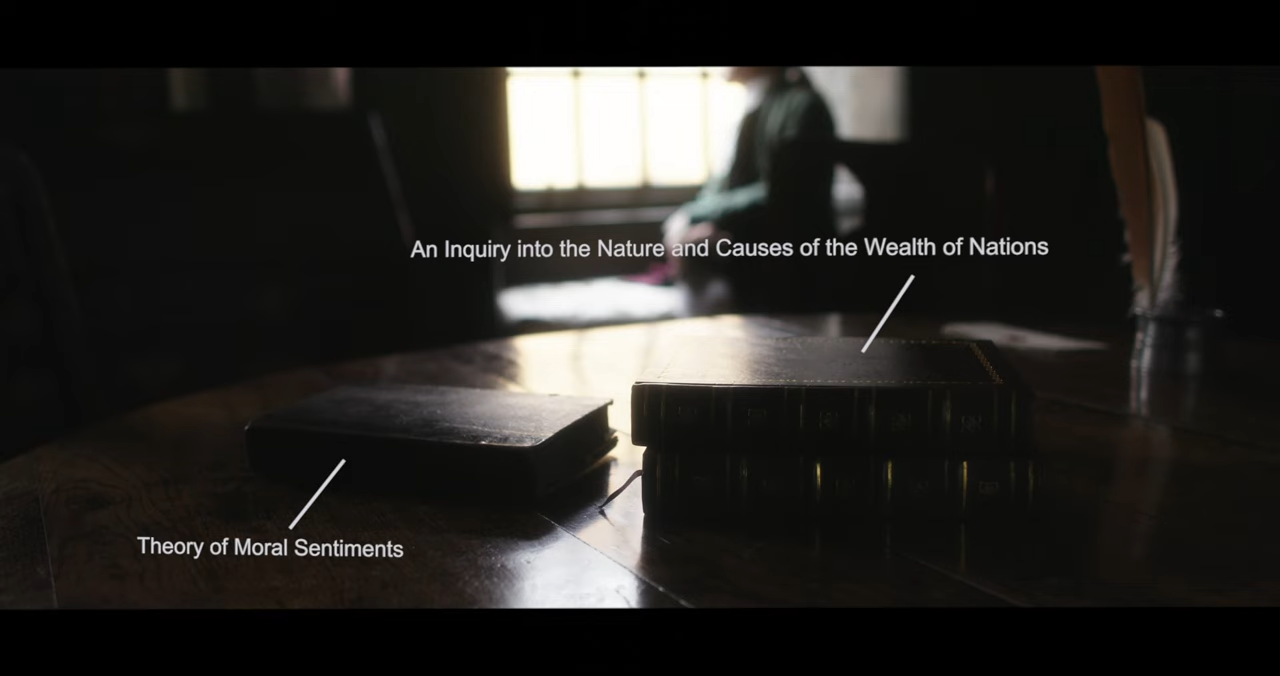 An Inquiry into the Nature and Causes of the Wealth of Nations
Theory of Moral Sentiments